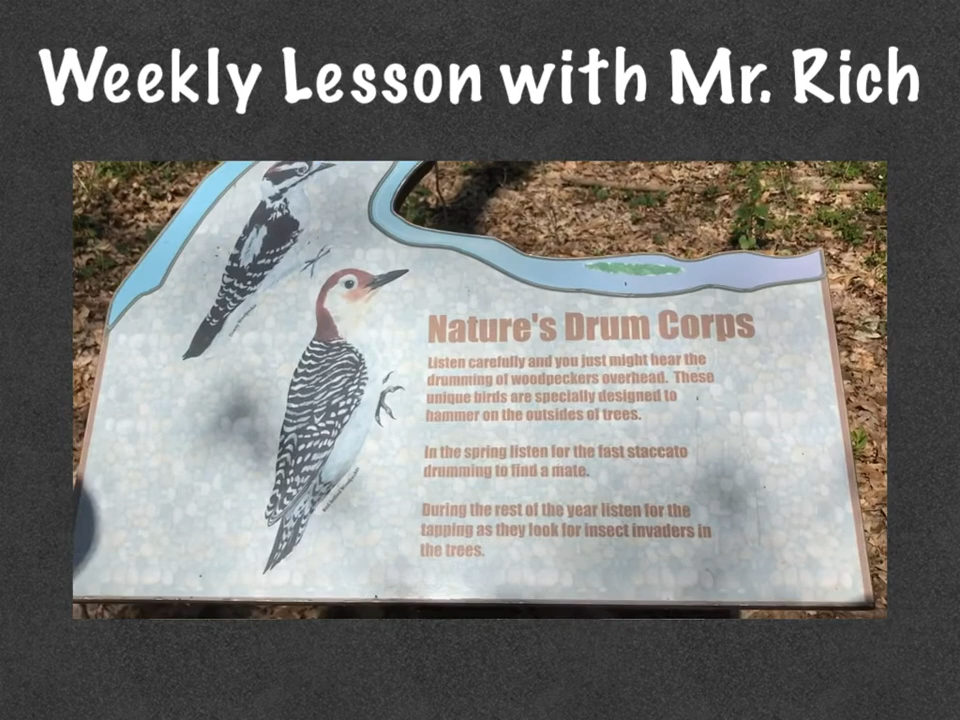 Weekly Lesson with Mr. Rich
Nature's Drum Corps
Listen carefully and you just might hear the
drumming of woodpeckers overhead. These
unique birds are specially designed to
hammer on the outsides of trees.
In the spring listen for the fast staccato
drumming to find a mate.
During the rest of the year listen for the
tapping as they look for insect invaders in
the trees.